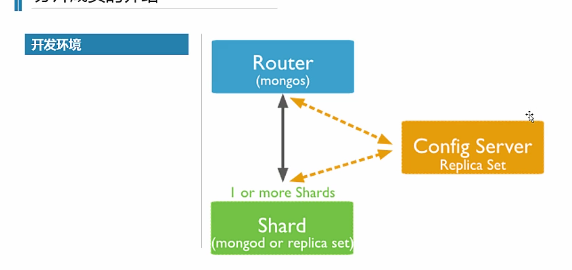 开发环境
Router
(mongos)
Config Server
Replica Set
1 or more Shards
Shard
(mongod or replica set)